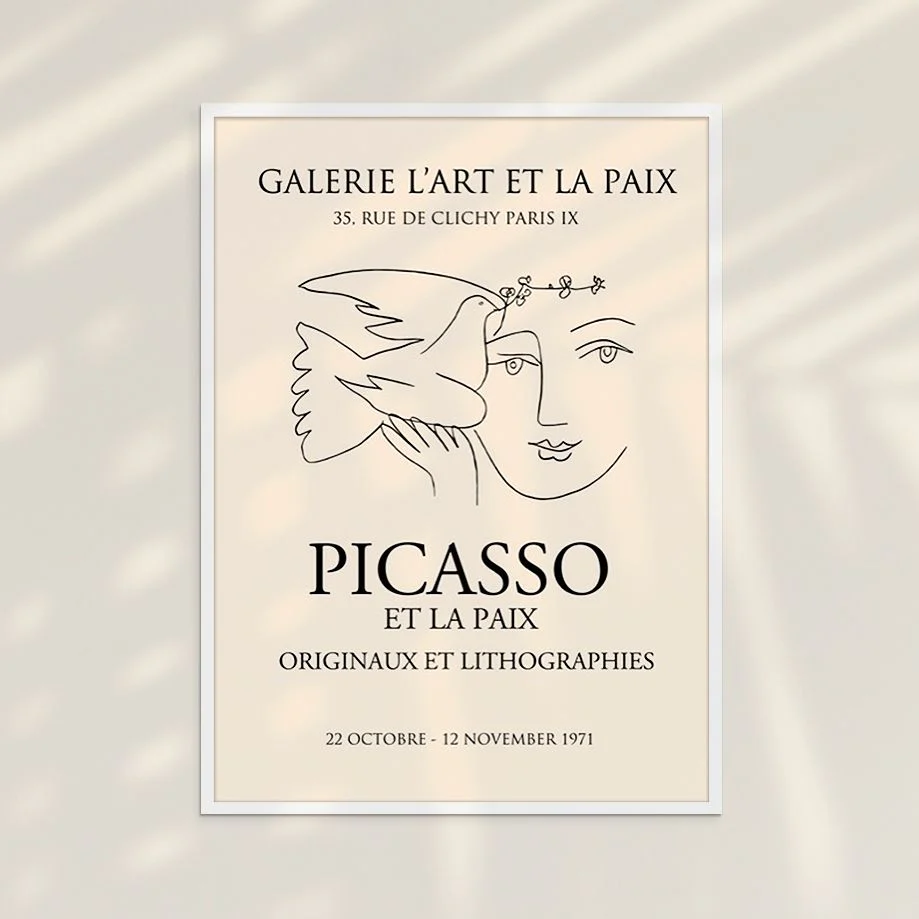 GALERIE L'ART ET LA PAIX
35, RUE DE CLICHY PARIS IX
PICASSO
ET LA PAIX
ORIGINAUX ET LITHOGRAPHIES
22 OCTOBRE - 12 NOVEMBER 1971